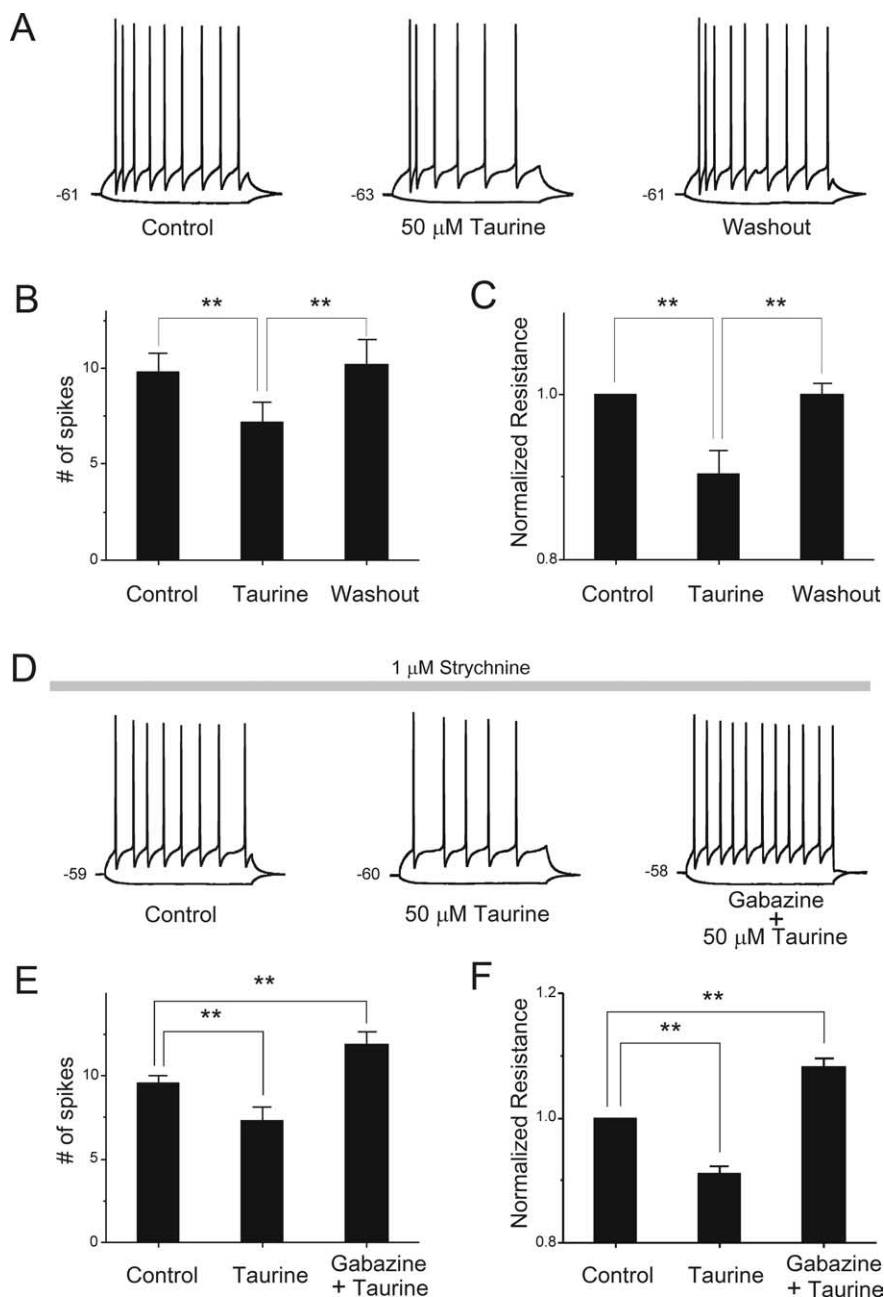 A
-61
-63
-61
Control
50 μM Taurine
Washout
B
** **
# of spikes
10
5
0
Control Taurine Washout
C
** **
Normalized Resistance
1.0
0.8
Control Taurine Washout
D
1 μM Strychnine
-59
-60
-58
Control
50 μM Taurine
Gabazine
+
50 μM Taurine
E
**
**
# of spikes
10
5
0
Control Taurine Gabazine
+ Taurine
F
**
**
Normalized Resistance
1.2
1.0
0.8
Control Taurine Gabazine
+ Taurine